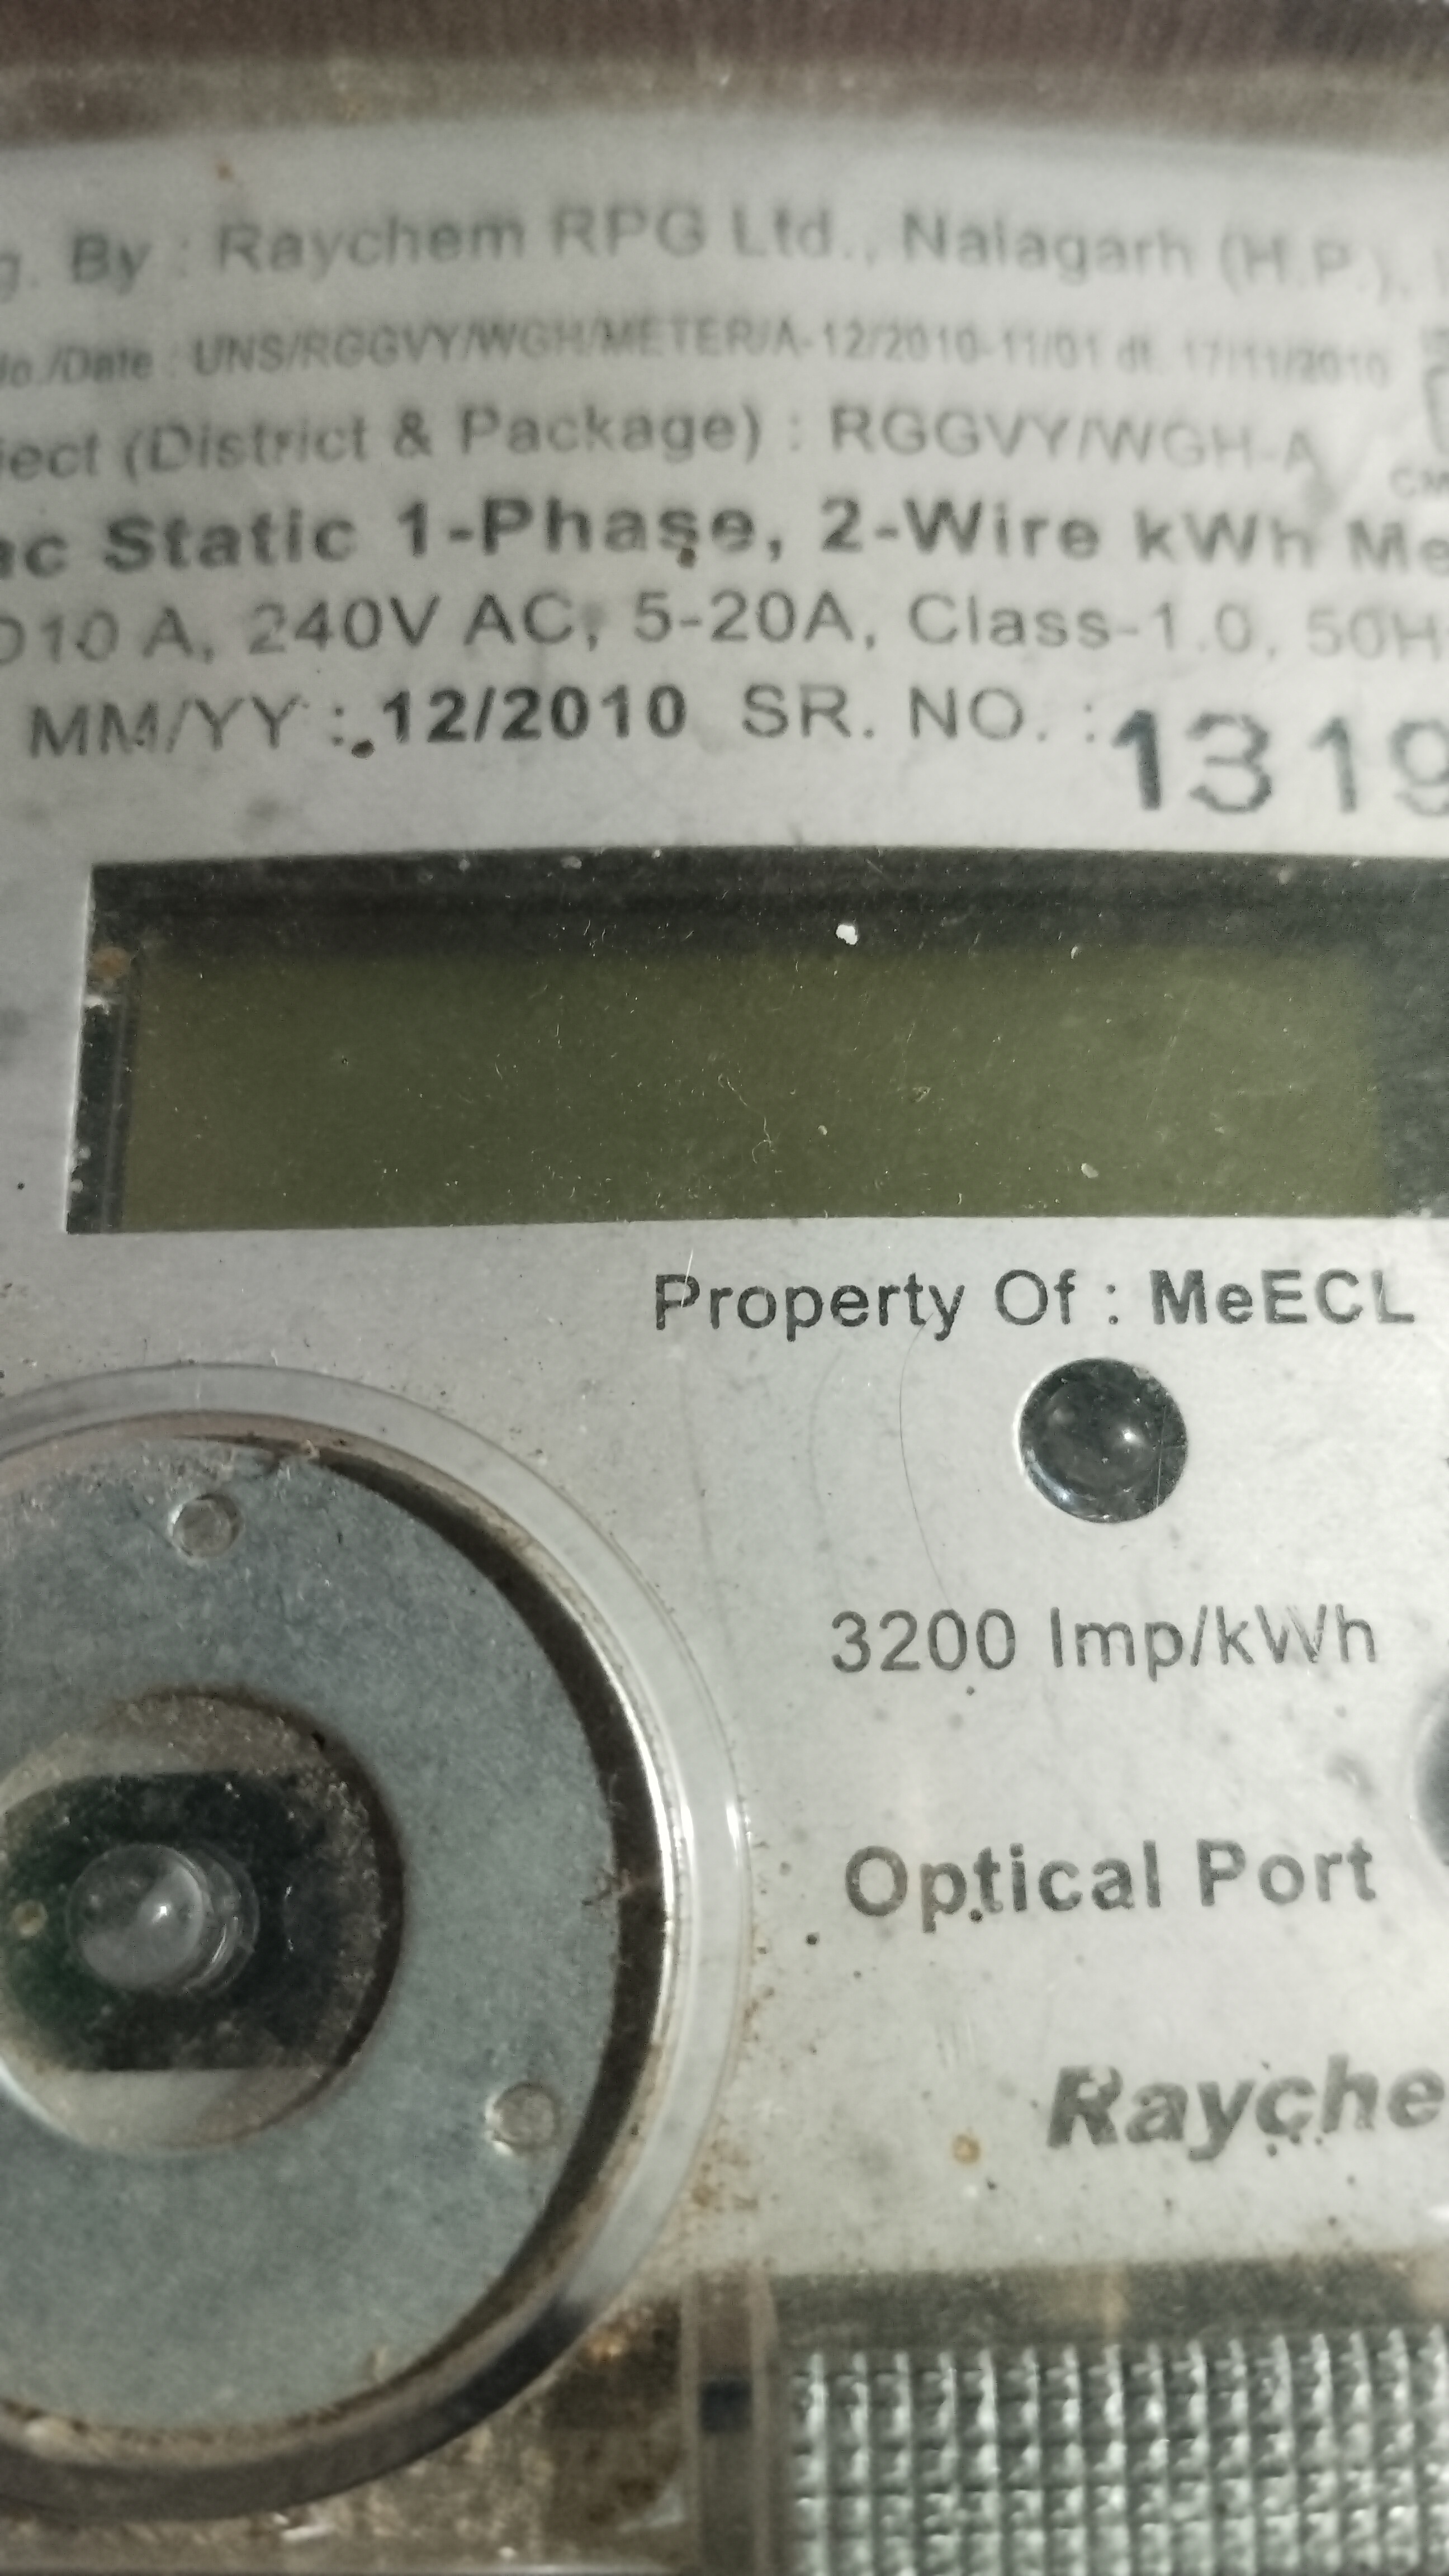 g. By : Raychem RPG Ltd., Nalagarh (H.P.),
No./Date : UNS/RGGVY/WGH/METER/A-12/2010-11/01 dt. 17/11/2010
ject (District & Package) : RGGVY/WGH-A
ac Static 1-Phase, 2-Wire kWh Me
D10 A, 240V AC, 5-20A, Class-1.0, 50H
MM/YY : 12/2010 SR. NO. : 1319
Property Of : MeECL
3200 Imp/kWh
Optical Port
Rayche